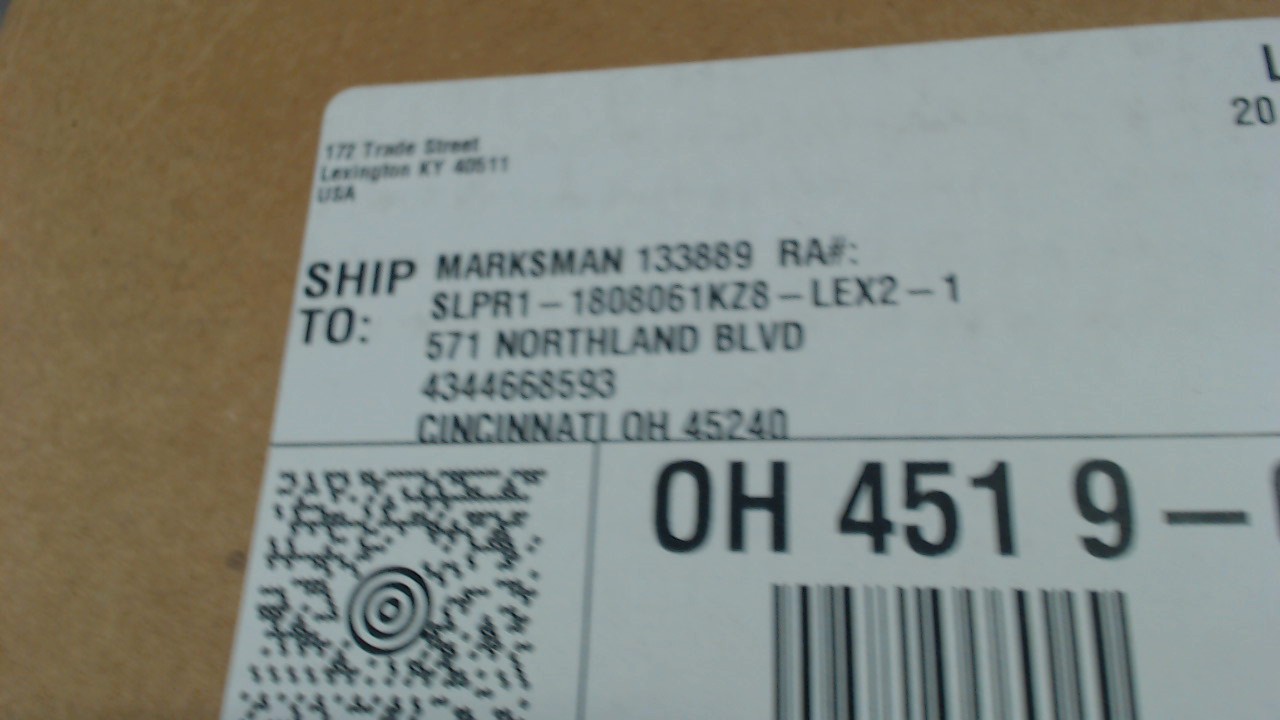 172 Trade Street
Lexington KY 40511
USA
L
20
SHIP TO:
MARKSMAN 133889 RA#:
SLPR1-1808061KZ8-LEX2-1
571 NORTHLAND BLVD
4344668593
CINCINNATI OH 45240
OH 451 9-